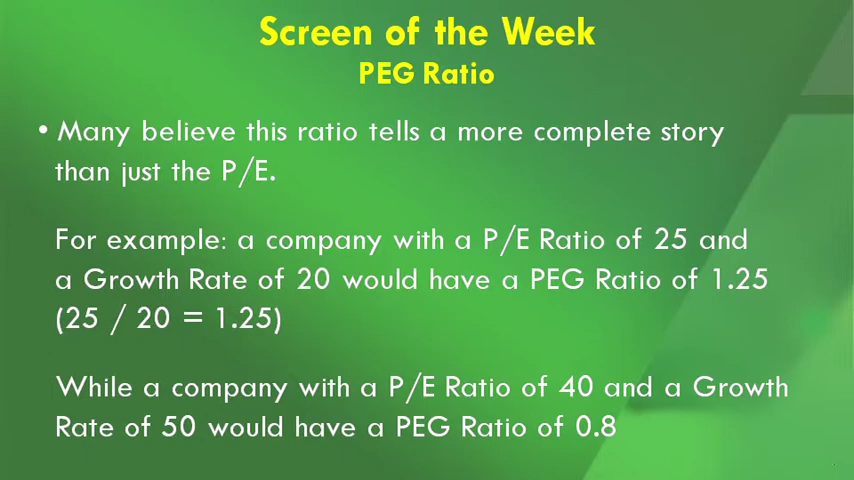 Screen of the Week
PEG Ratio
• Many believe this ratio tells a more complete story
than just the P/E.
For example: a company with a P/E Ratio of 25 and
a Growth Rate of 20 would have a PEG Ratio of 1.25
(25 / 20 = 1.25)
While a company with a P/E Ratio of 40 and a Growth
Rate of 50 would have a PEG Ratio of 0.8